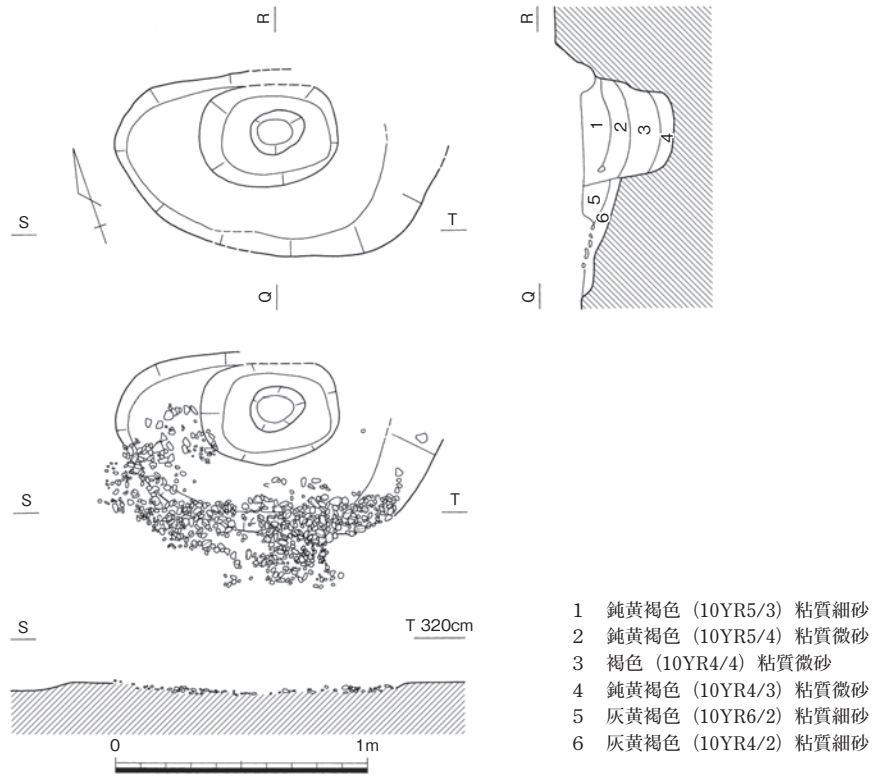 R
R
S
T
Q
Q
1
2
3
4
5
6
S
T
S
T 320cm
0
1m
1 鈍黄褐色（10YR5/3）粘質細砂
2 鈍黄褐色（10YR5/4）粘質微砂
3 褐色（10YR4/4）粘質微砂
4 鈍黄褐色（10YR4/3）粘質微砂
5 灰黄褐色（10YR6/2）粘質細砂
6 灰黄褐色（10YR4/2）粘質細砂